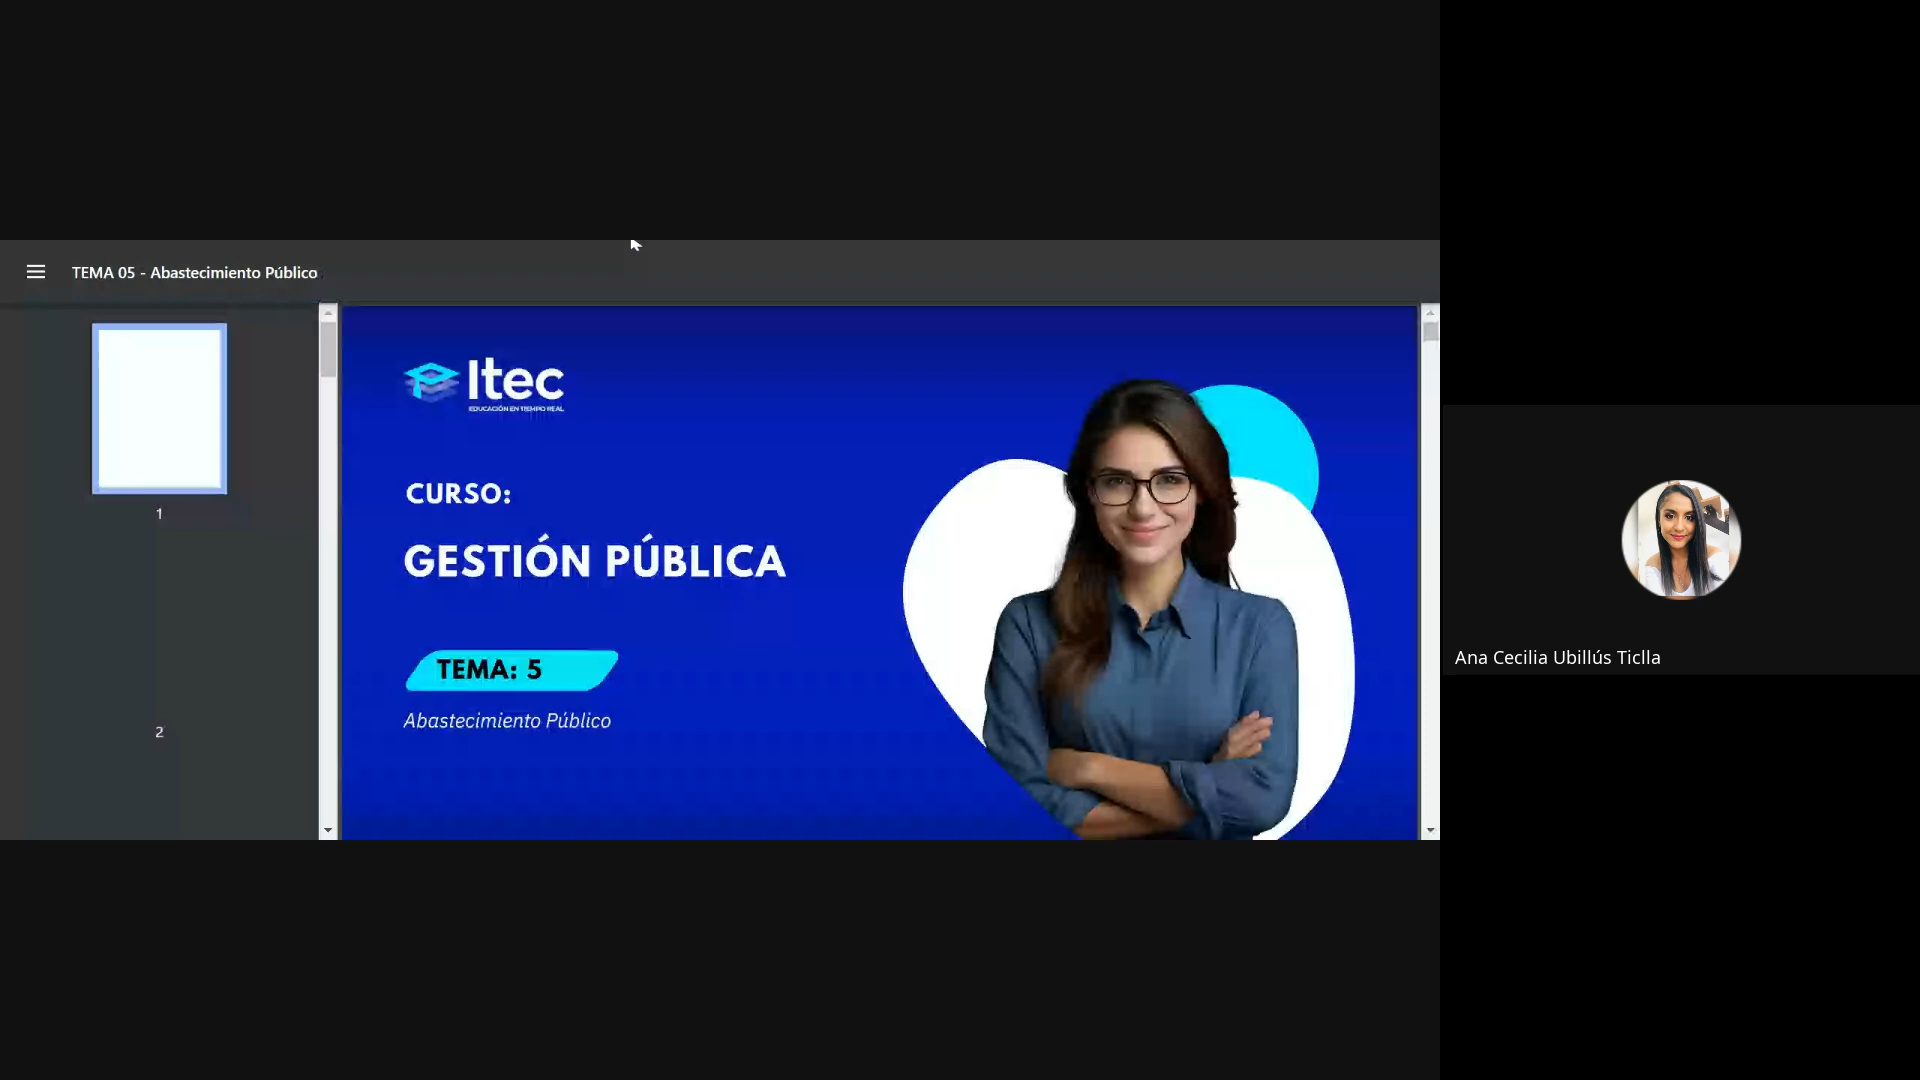 TEMA 05 - Abastecimiento Público
1
2
Itec
EDUCACIÓN EN TIEMPO REAL
CURSO:
GESTIÓN PÚBLICA
TEMA: 5
Abastecimiento Público
Ana Cecilia Ubillús Ticlla